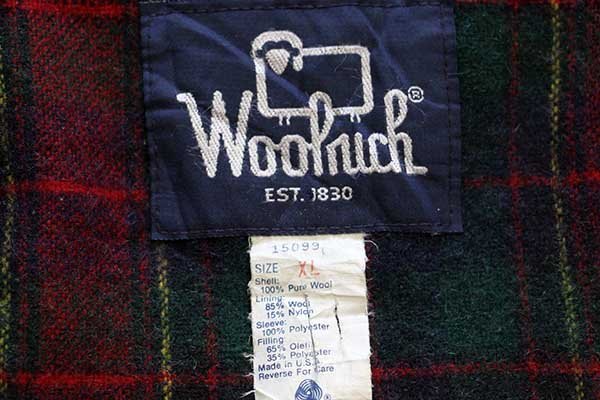 Woolrich®
EST. 1830
15099
SIZE XL
Shell:
100% Pure Wool
Lining:
85% Wool
15% Nylon
Sleeve:
100% Polyester
Filling
65% Olefin
35% Polyester
Made in U.S.A.
Reverse For Care